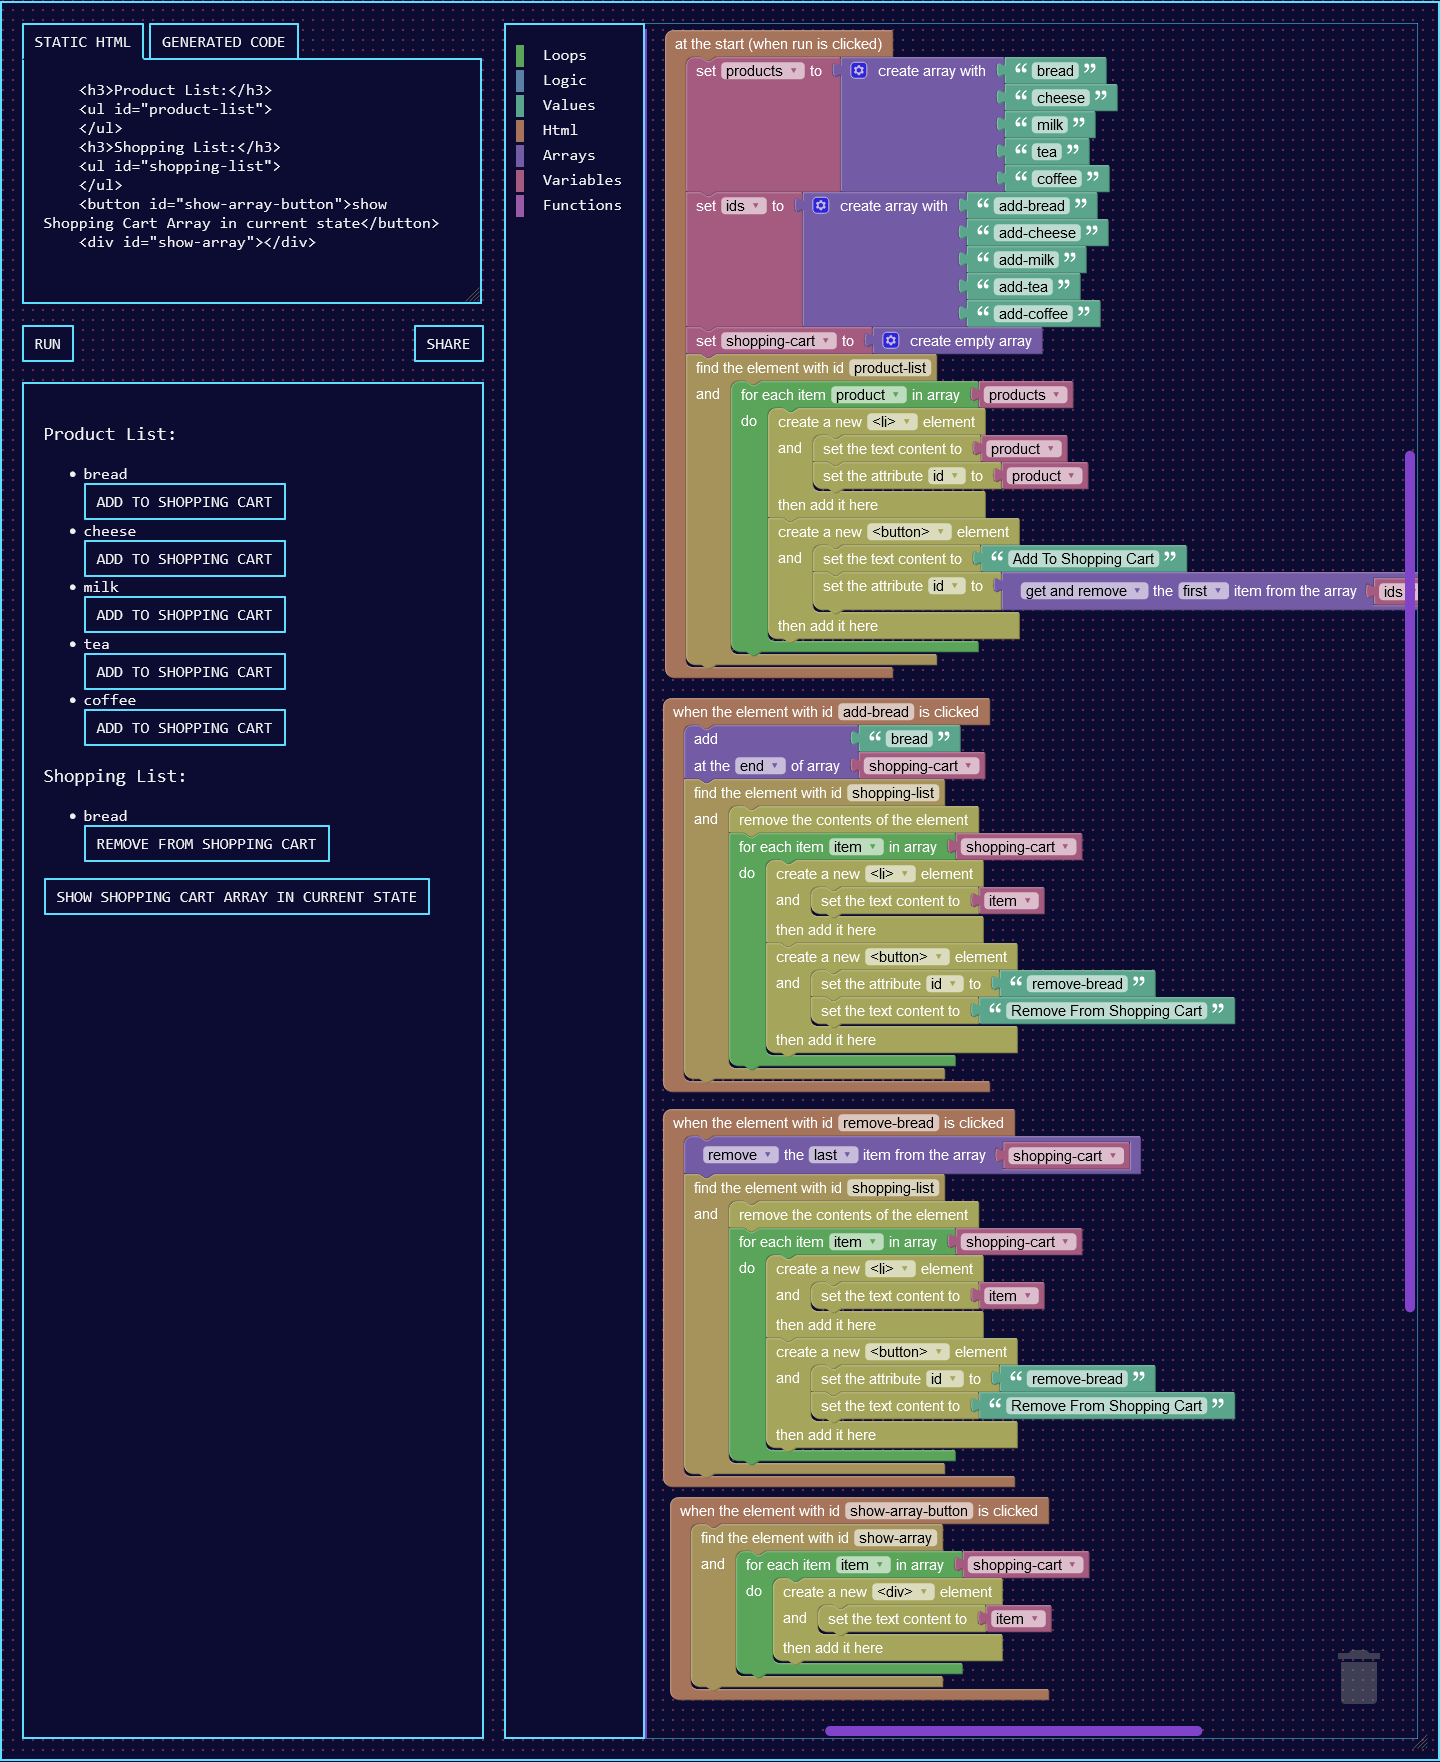 STATIC HTML
GENERATED CODE
<h3>Product List:</h3>
<ul id="product-list">
</ul>
<h3>Shopping List:</h3>
<ul id="shopping-list">
</ul>
<button id="show-array-button">show
Shopping Cart Array in current state</button>
<div id="show-array"></div>
RUN
SHARE
Product List:
• bread
ADD TO SHOPPING CART
• cheese
ADD TO SHOPPING CART
• milk
ADD TO SHOPPING CART
• tea
ADD TO SHOPPING CART
• coffee
ADD TO SHOPPING CART
Shopping List:
• bread
REMOVE FROM SHOPPING CART
SHOW SHOPPING CART ARRAY IN CURRENT STATE
Loops
Logic
Values
Html
Arrays
Variables
Functions
at the start (when run is clicked)
set products to create array with “ bread ”
“ cheese ”
“ milk ”
“ tea ”
“ coffee ”
set ids to create array with “ add-bread ”
“ add-cheese ”
“ add-milk ”
“ add-tea ”
“ add-coffee ”
set shopping-cart to create empty array
find the element with id product-list
and for each item product in array products
do create a new <li> element
and set the text content to product
set the attribute id to product
then add it here
create a new <button> element
and set the text content to “ Add To Shopping Cart ”
set the attribute id to get and remove the first item from the array ids
then add it here
when the element with id add-bread is clicked
add “ bread ”
at the end of array shopping-cart
find the element with id shopping-list
and remove the contents of the element
for each item item in array shopping-cart
do create a new <li> element
and set the text content to item
then add it here
create a new <button> element
and set the attribute id to “ remove-bread ”
set the text content to “ Remove From Shopping Cart ”
then add it here
when the element with id remove-bread is clicked
remove the last item from the array shopping-cart
find the element with id shopping-list
and remove the contents of the element
for each item item in array shopping-cart
do create a new <li> element
and set the text content to item
then add it here
create a new <button> element
and set the attribute id to “ remove-bread ”
set the text content to “ Remove From Shopping Cart ”
then add it here
when the element with id show-array-button is clicked
find the element with id show-array
and for each item item in array shopping-cart
do create a new <div> element
and set the text content to item
then add it here